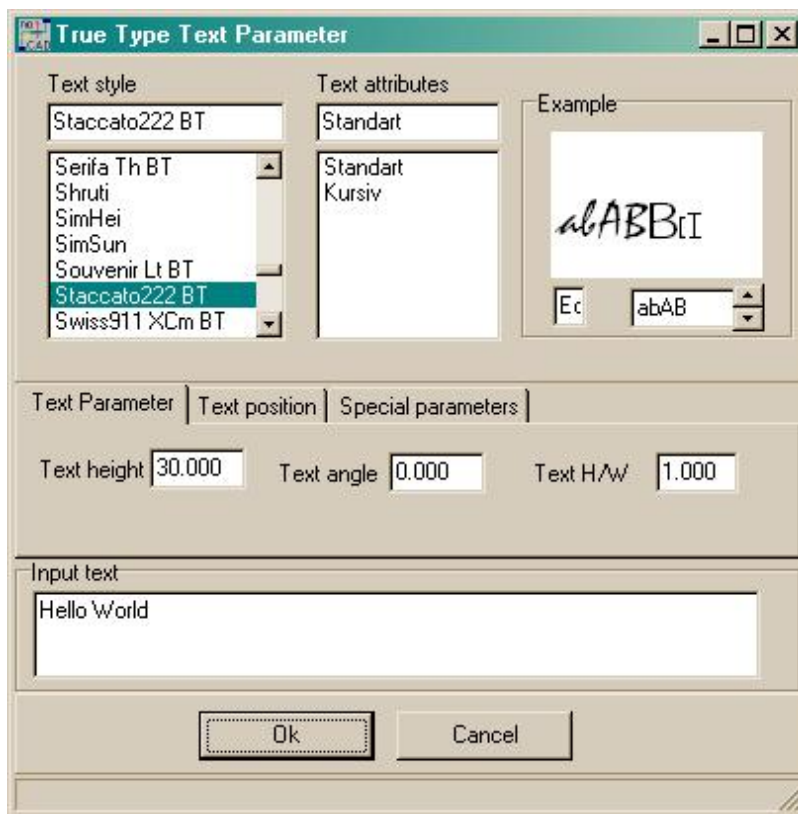 True Type Text Parameter
Text style
Staccato222 BT
Serifa Th BT
Shruti
SimHei
SimSun
Souvenir Lt BT
Staccato222 BT
Swiss911 XCm BT
Text attributes
Standart
Standart
Kursiv
Example
abAB
abAB
Text Parameter
Text position
Special parameters
Text height 30.000
Text angle 0.000
Text H/W 1.000
Input text
Hello World
Ok
Cancel